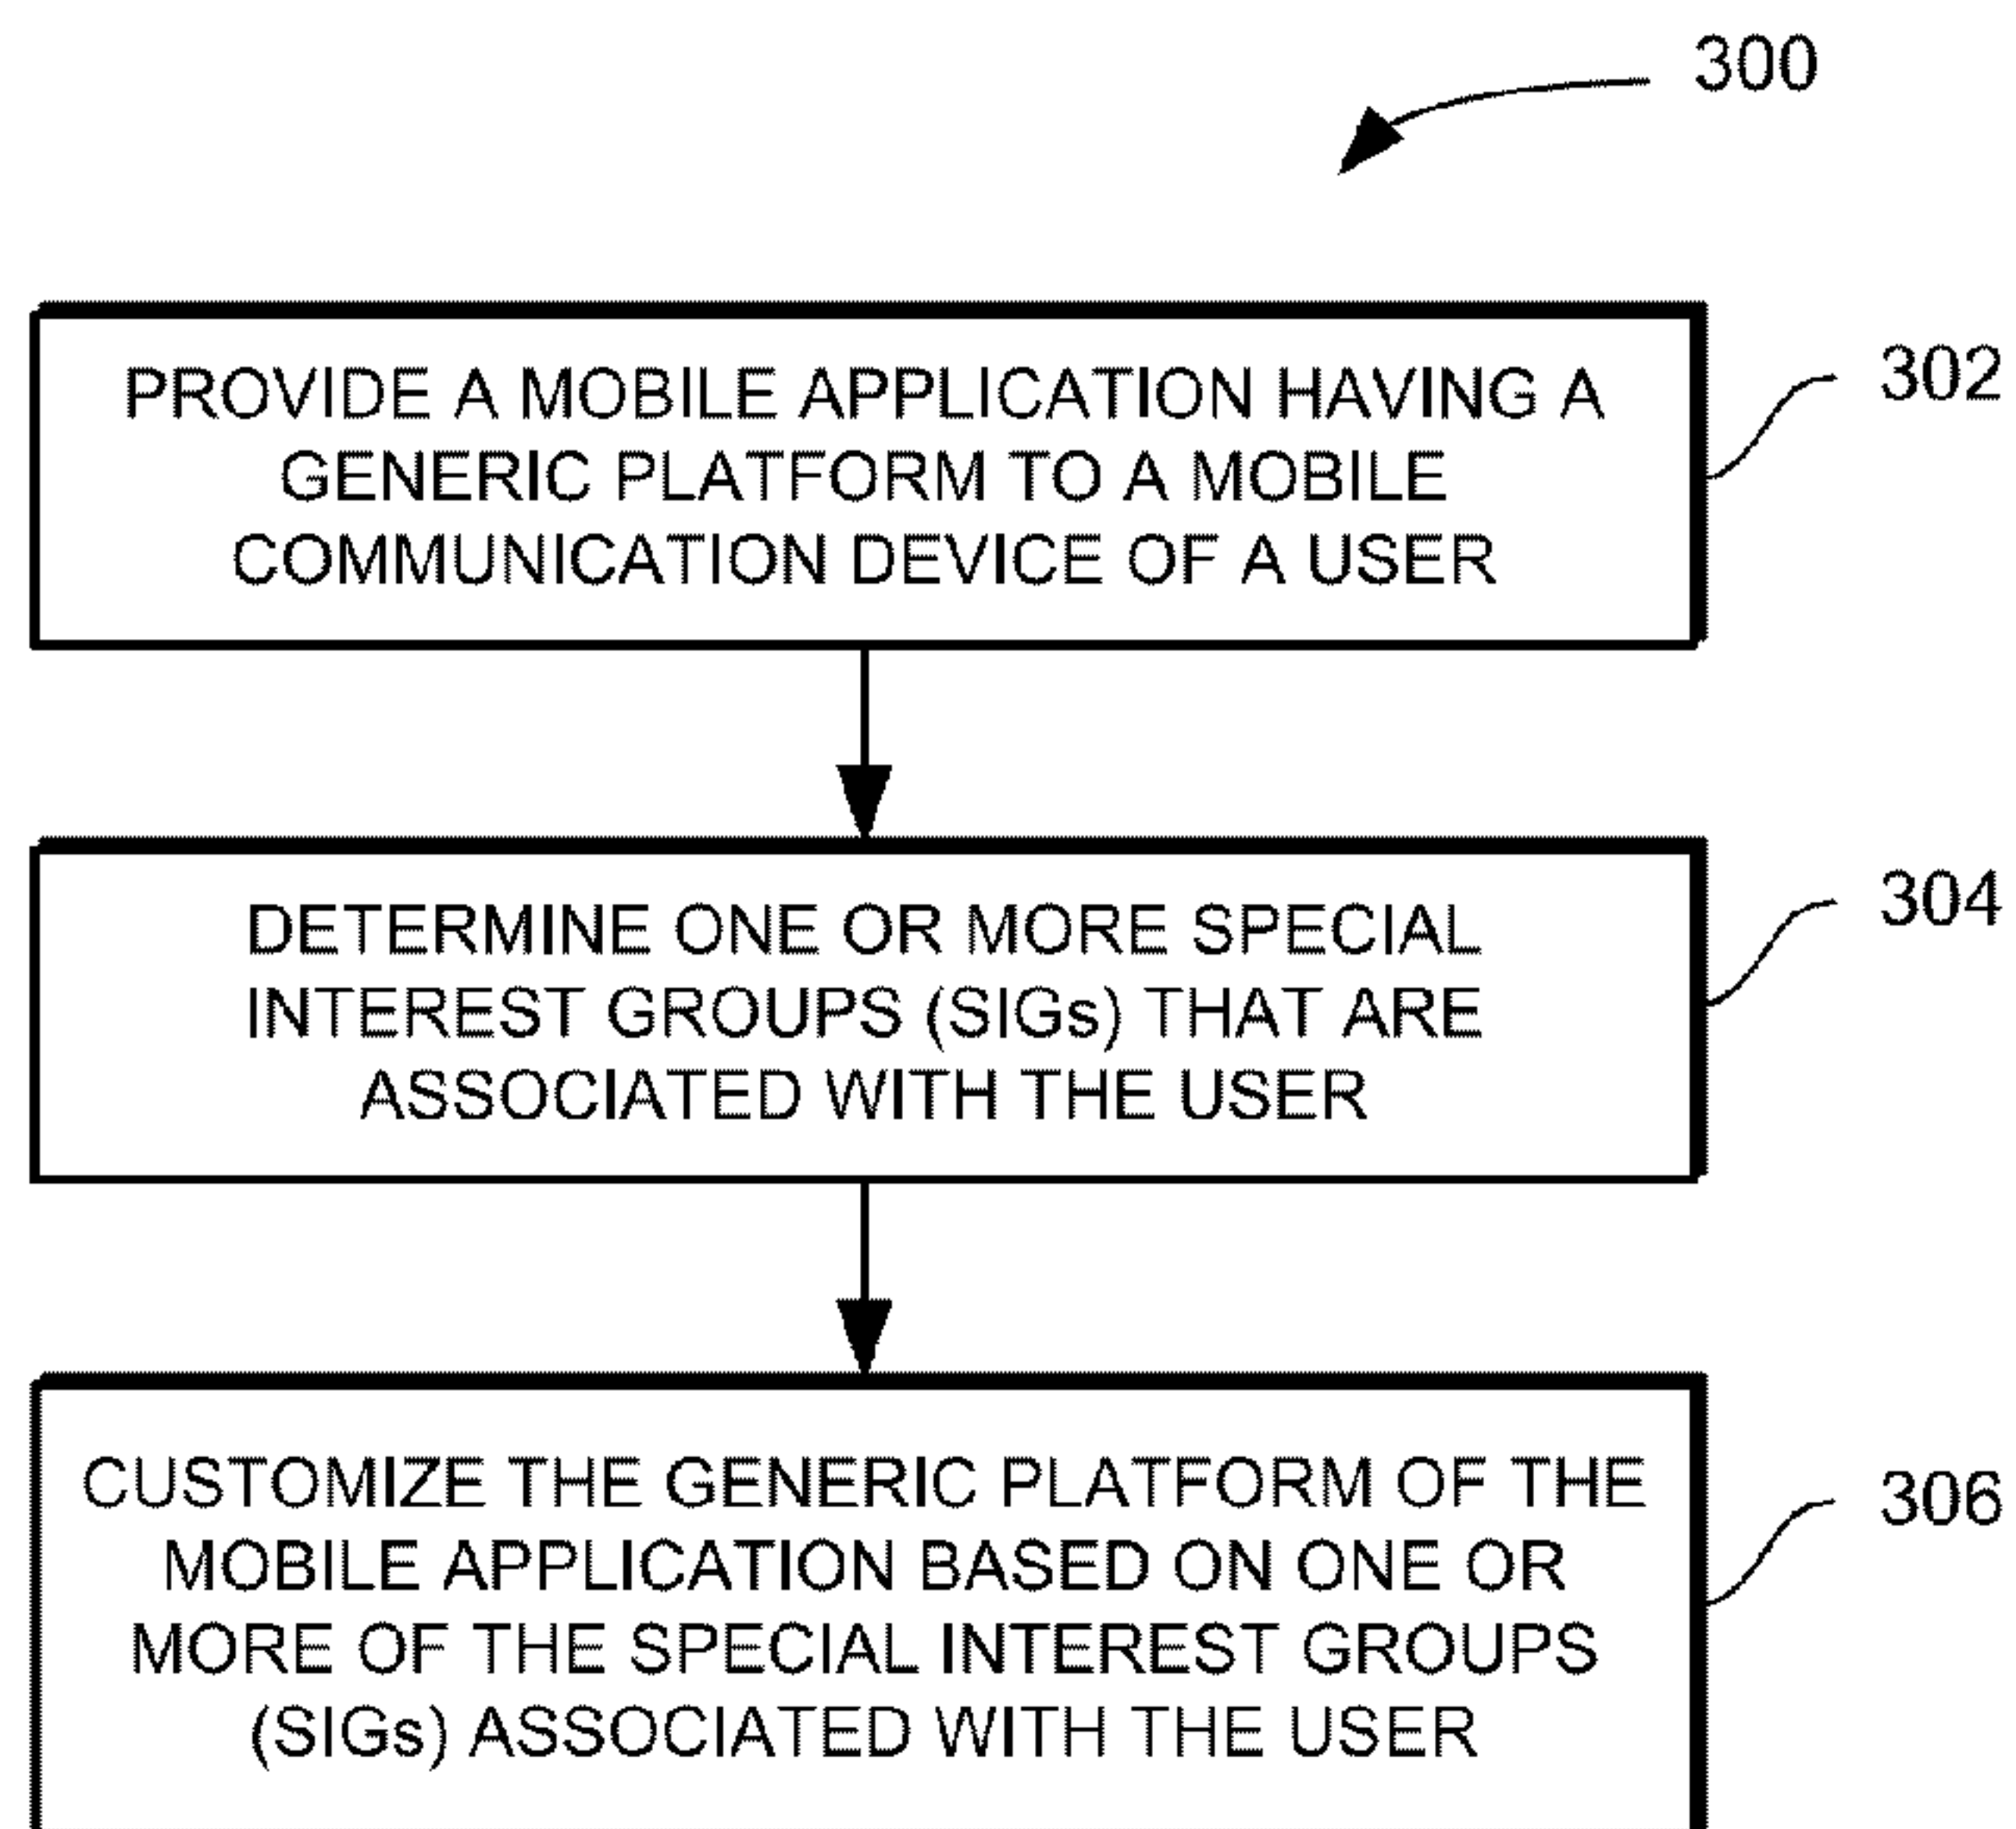 300
PROVIDE A MOBILE APPLICATION HAVING A
GENERIC PLATFORM TO A MOBILE
COMMUNICATION DEVICE OF A USER
302
DETERMINE ONE OR MORE SPECIAL
INTEREST GROUPS (SIGs) THAT ARE
ASSOCIATED WITH THE USER
304
CUSTOMIZE THE GENERIC PLATFORM OF THE
MOBILE APPLICATION BASED ON ONE OR
MORE OF THE SPECIAL INTEREST GROUPS
(SIGs) ASSOCIATED WITH THE USER
306